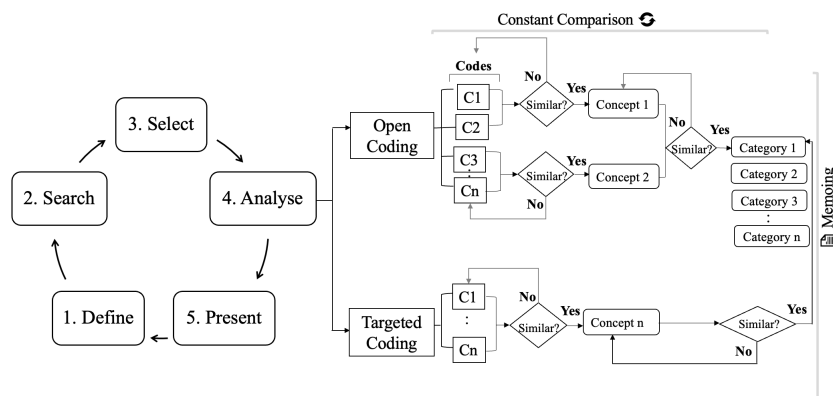 Constant Comparison
3. Select
2. Search
4. Analyse
1. Define
5. Present
Open
Coding
Codes
C1
C2
C3
:
Cn
No
Similar?
Yes
Concept 1
Similar?
Yes
Concept 2
No
No
Similar?
Yes
Category 1
Category 2
Category 3
:
Category n
Targeted
Coding
C1
:
Cn
No
Similar?
Yes
Concept n
Similar?
Yes
No
Memoing